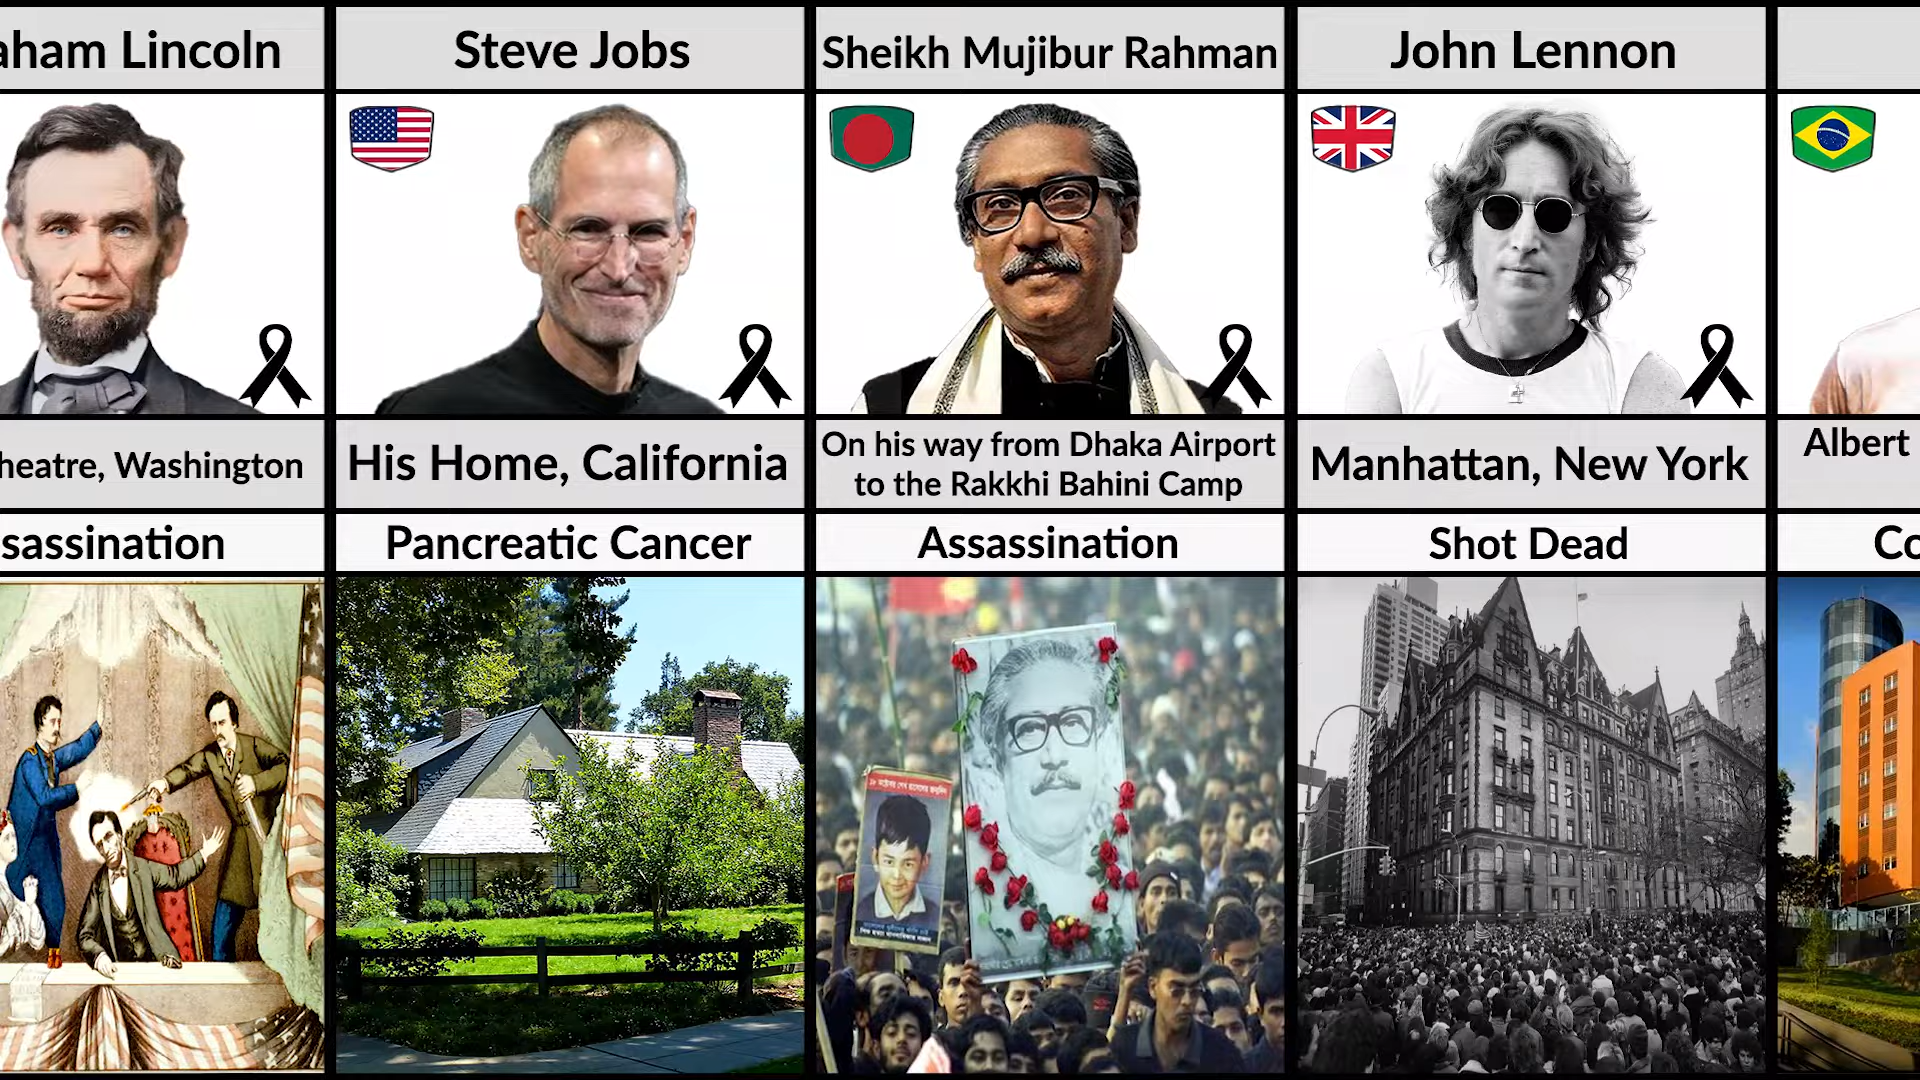 aham Lincoln
Steve Jobs
Sheikh Mujibur Rahman
John Lennon
heatre, Washington
His Home, California
On his way from Dhaka Airport
to the Rakkhi Bahini Camp
Manhattan, New York
Albert
sassination
Pancreatic Cancer
Assassination
Shot Dead
Co